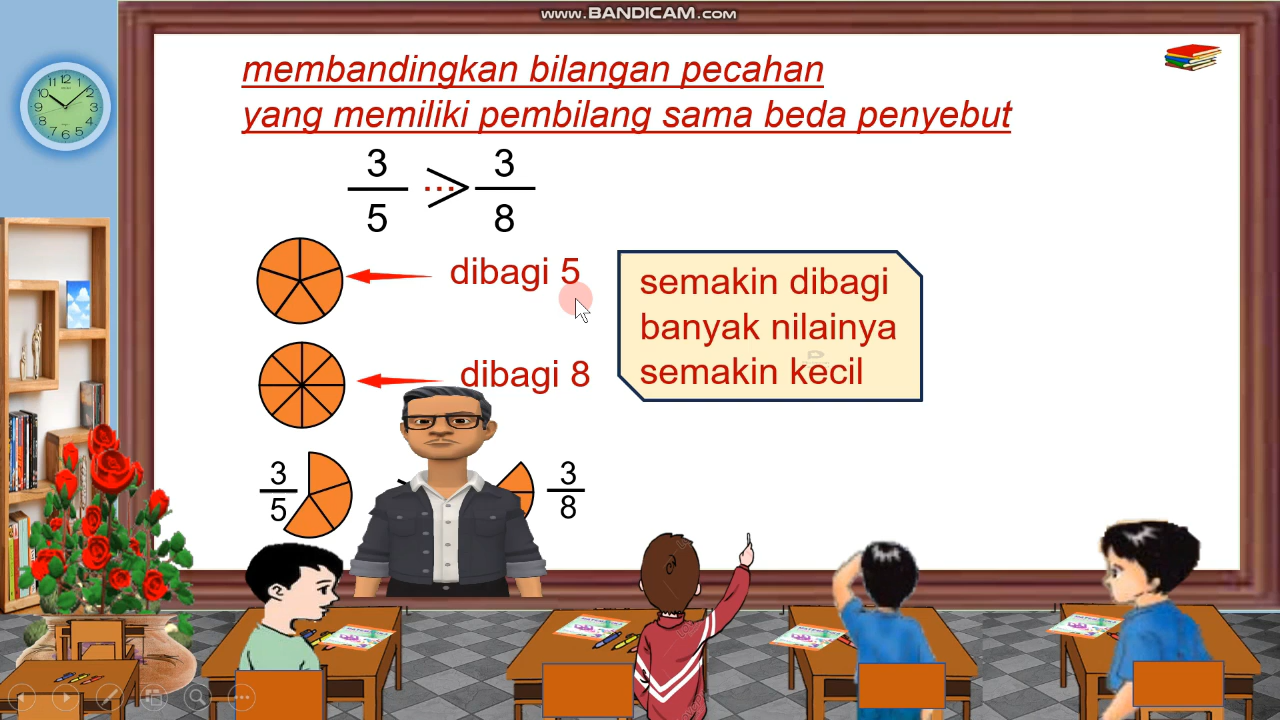 www.BANDICAM.com
membandingkan bilangan pecahan
yang memiliki pembilang sama beda penyebut
3 3
... >
5 8
dibagi 5
dibagi 8
semakin dibagi
banyak nilainya
semakin kecil
3
5
3
8